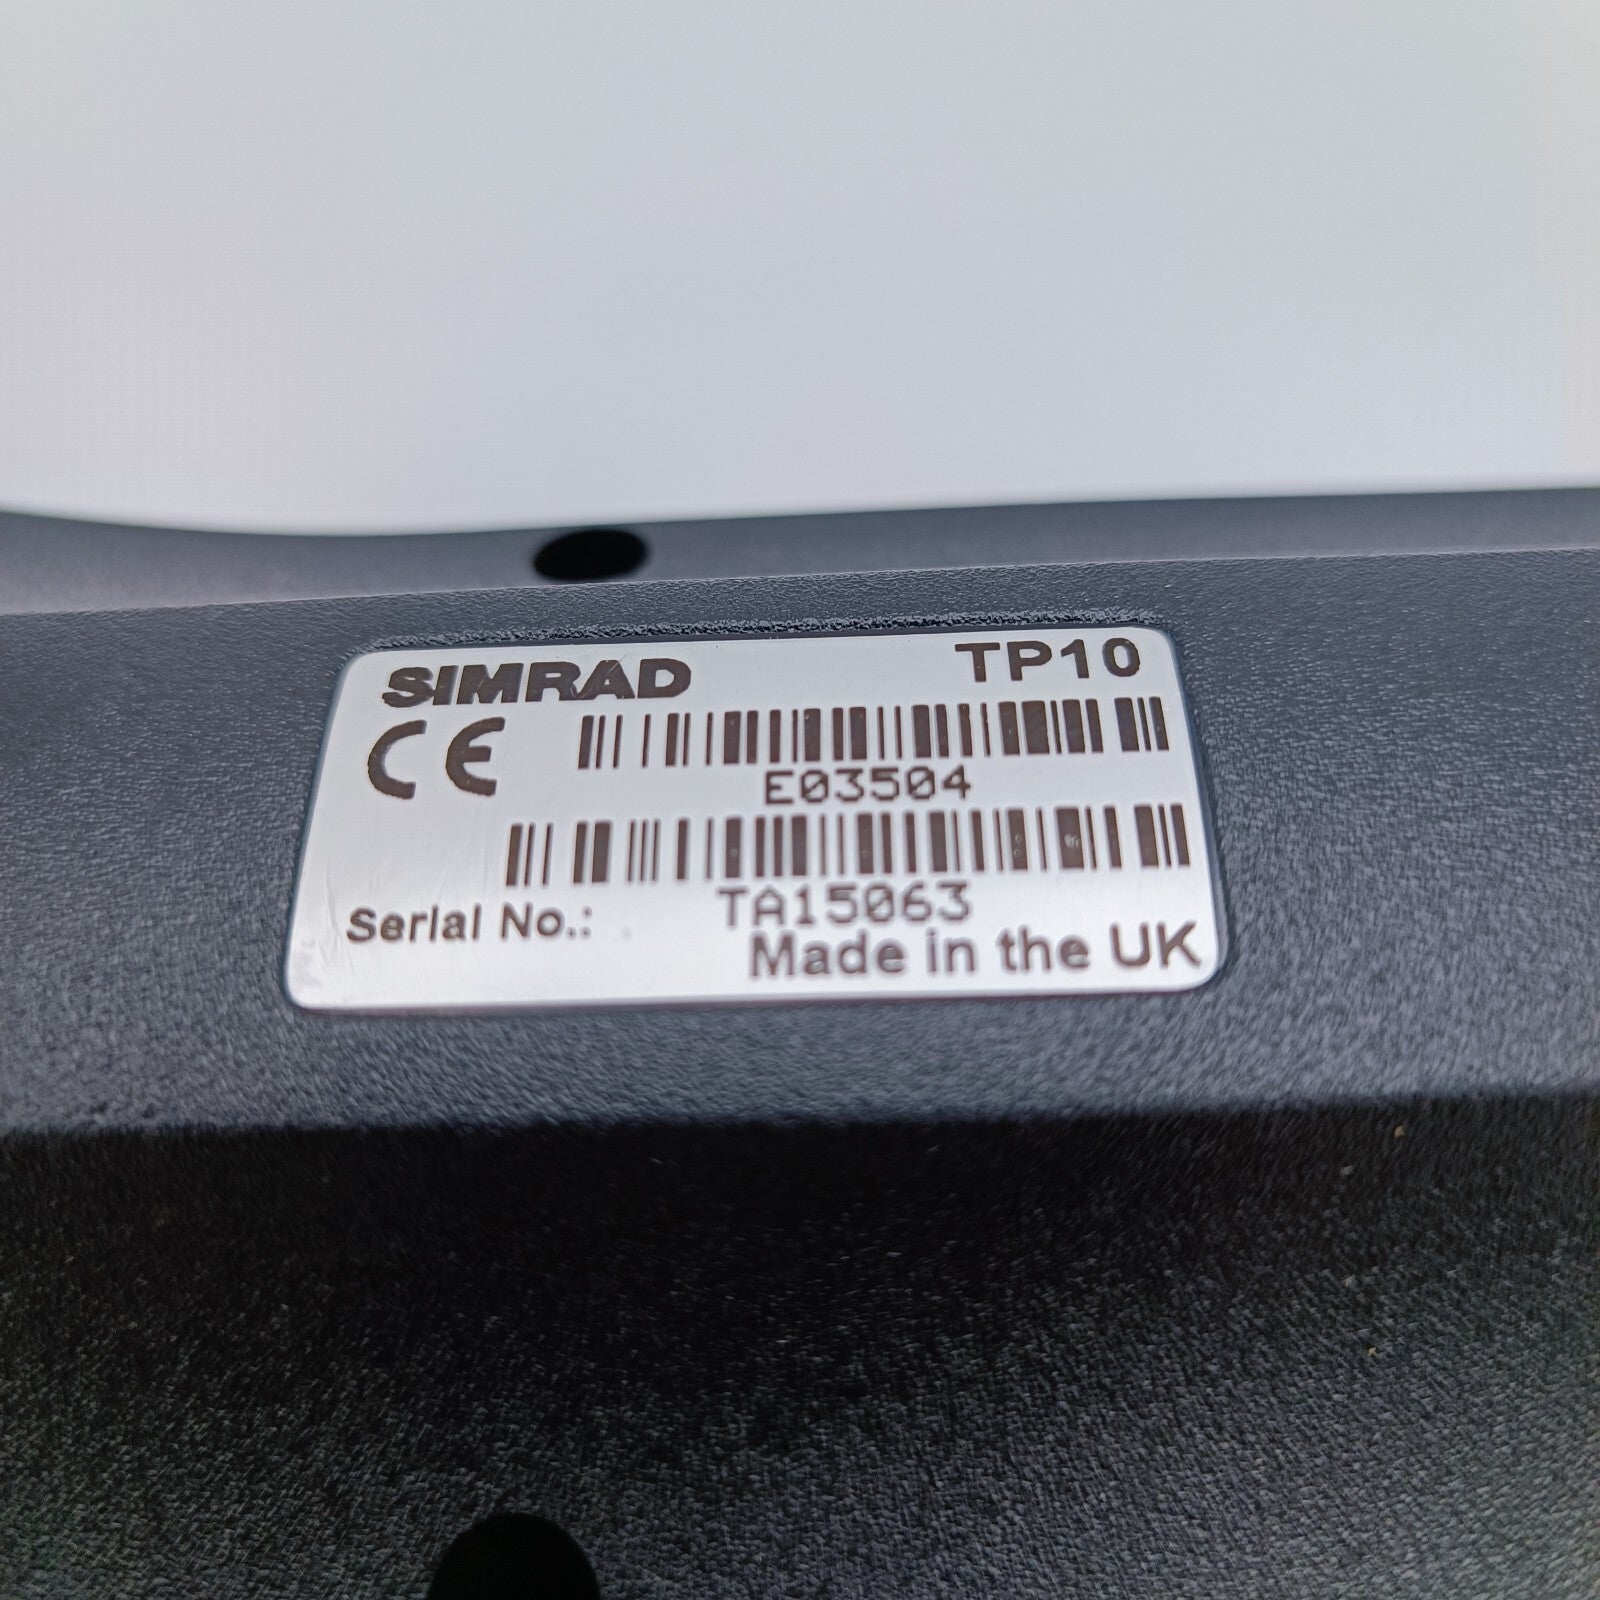 SIMRAD TP10
CE
E03504
Serial No.: TA15063
Made in the UK